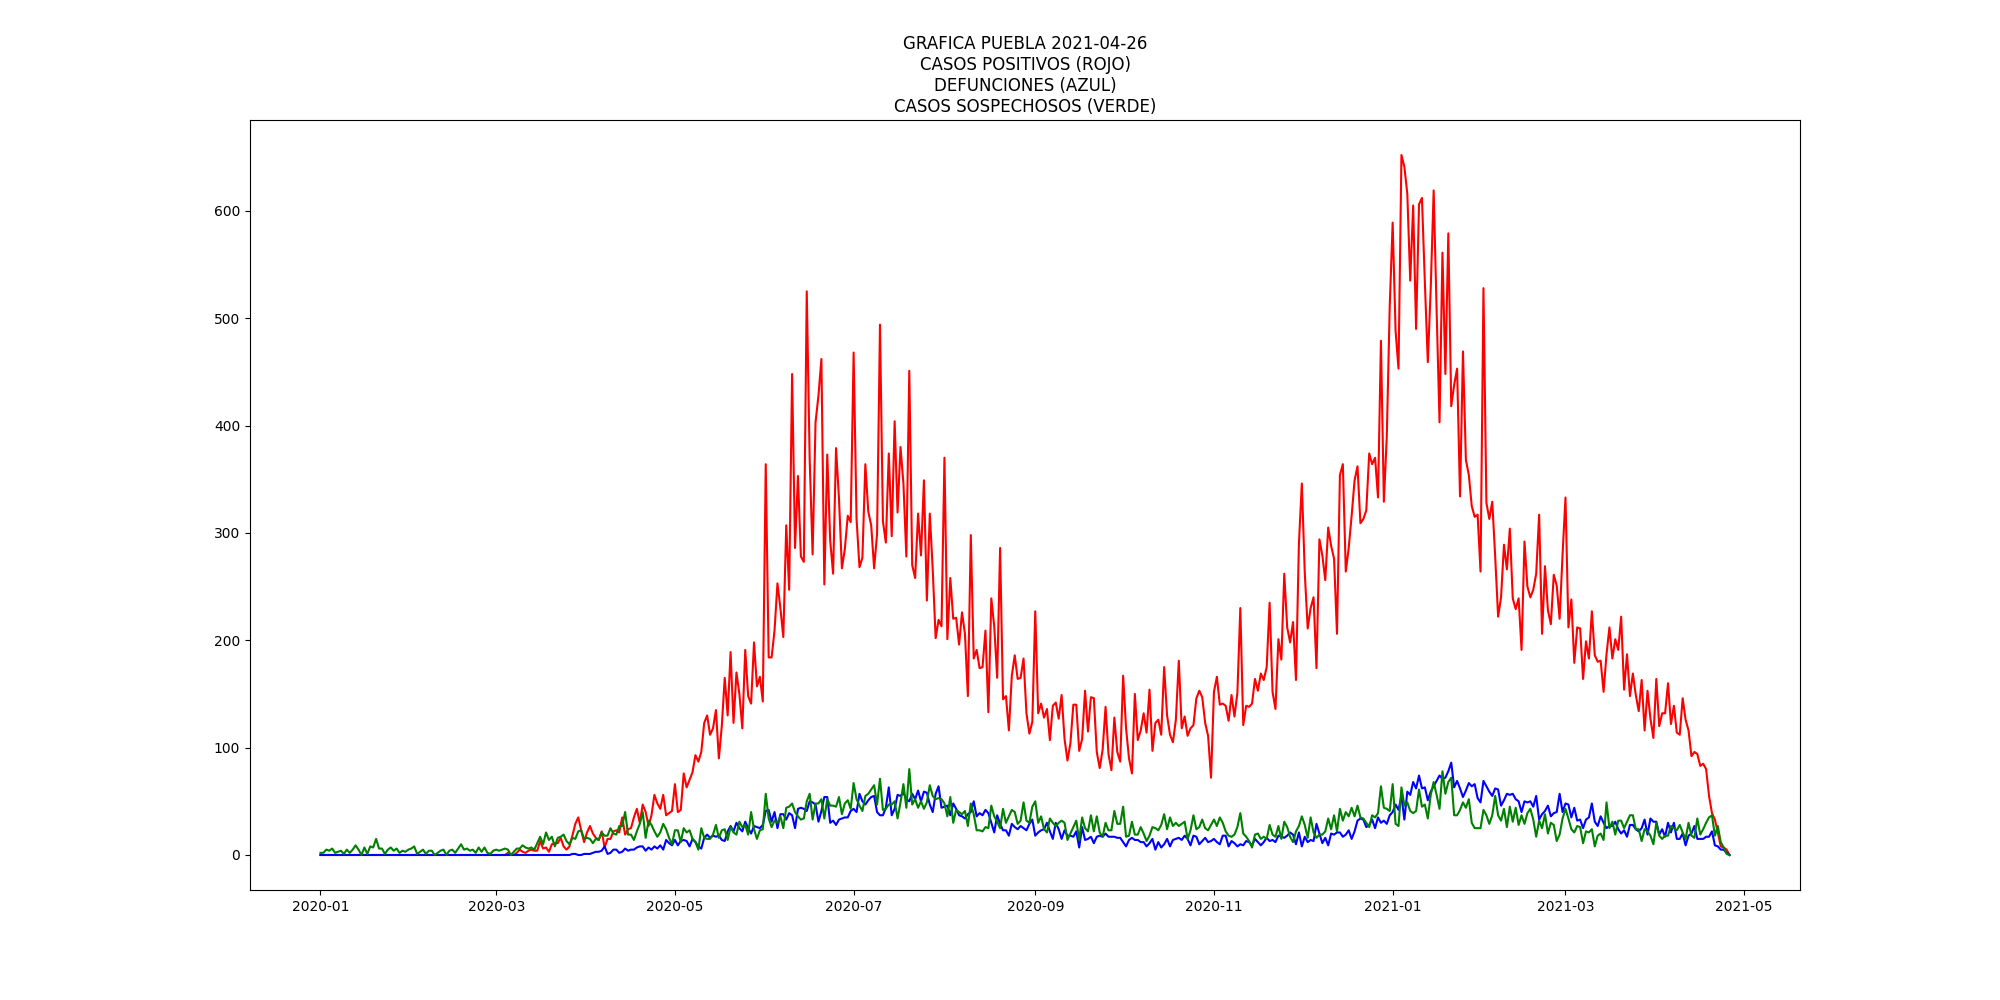 GRAFICA PUEBLA 2021-04-26
CASOS POSITIVOS (ROJO)
DEFUNCIONES (AZUL)
CASOS SOSPECHOSOS (VERDE)
600
500
400
300
200
100
0
2020-01 2020-03 2020-05 2020-07 2020-09 2020-11 2021-01 2021-03 2021-05